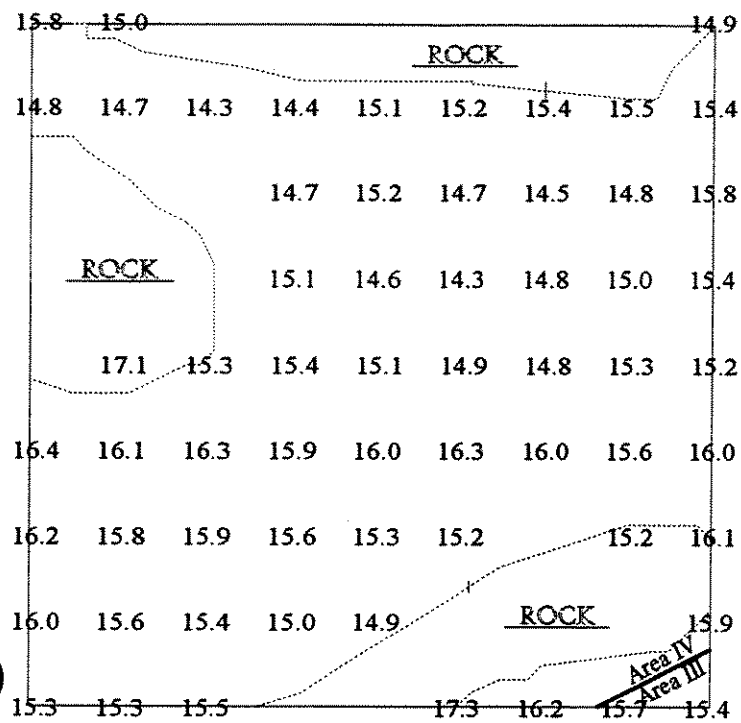 15.8 15.0 14.9
ROCK
14.8 14.7 14.3 14.4 15.1 15.2 15.4 15.5 15.4
14.7 15.2 14.7 14.5 14.8 15.8
ROCK 15.1 14.6 14.3 14.8 15.0 15.4
17.1 15.3 15.4 15.1 14.9 14.8 15.3 15.2
16.4 16.1 16.3 15.9 16.0 16.3 16.0 15.6 16.0
16.2 15.8 15.9 15.6 15.3 15.2 15.2 16.1
16.0 15.6 15.4 15.0 14.9 ROCK 15.9
Area IV
Area III
15.3 15.3 15.5 17.3 16.2 15.7 15.4